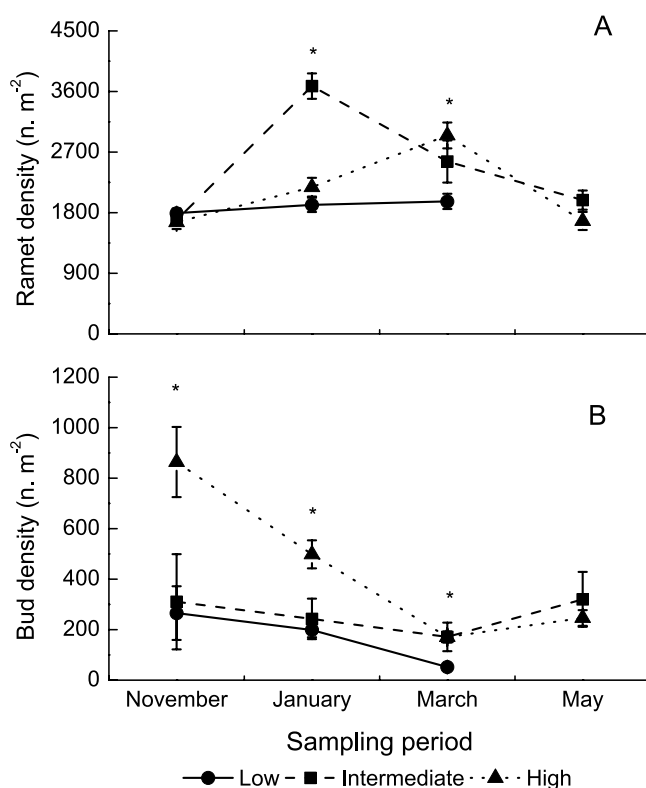 A
Ramet density (n. m-2)
4500
3600
2700
1800
900
0
*
*
B
Bud density (n. m-2)
1200
1000
800
600
400
200
0
*
*
*
November January March May
Sampling period
Low Intermediate High